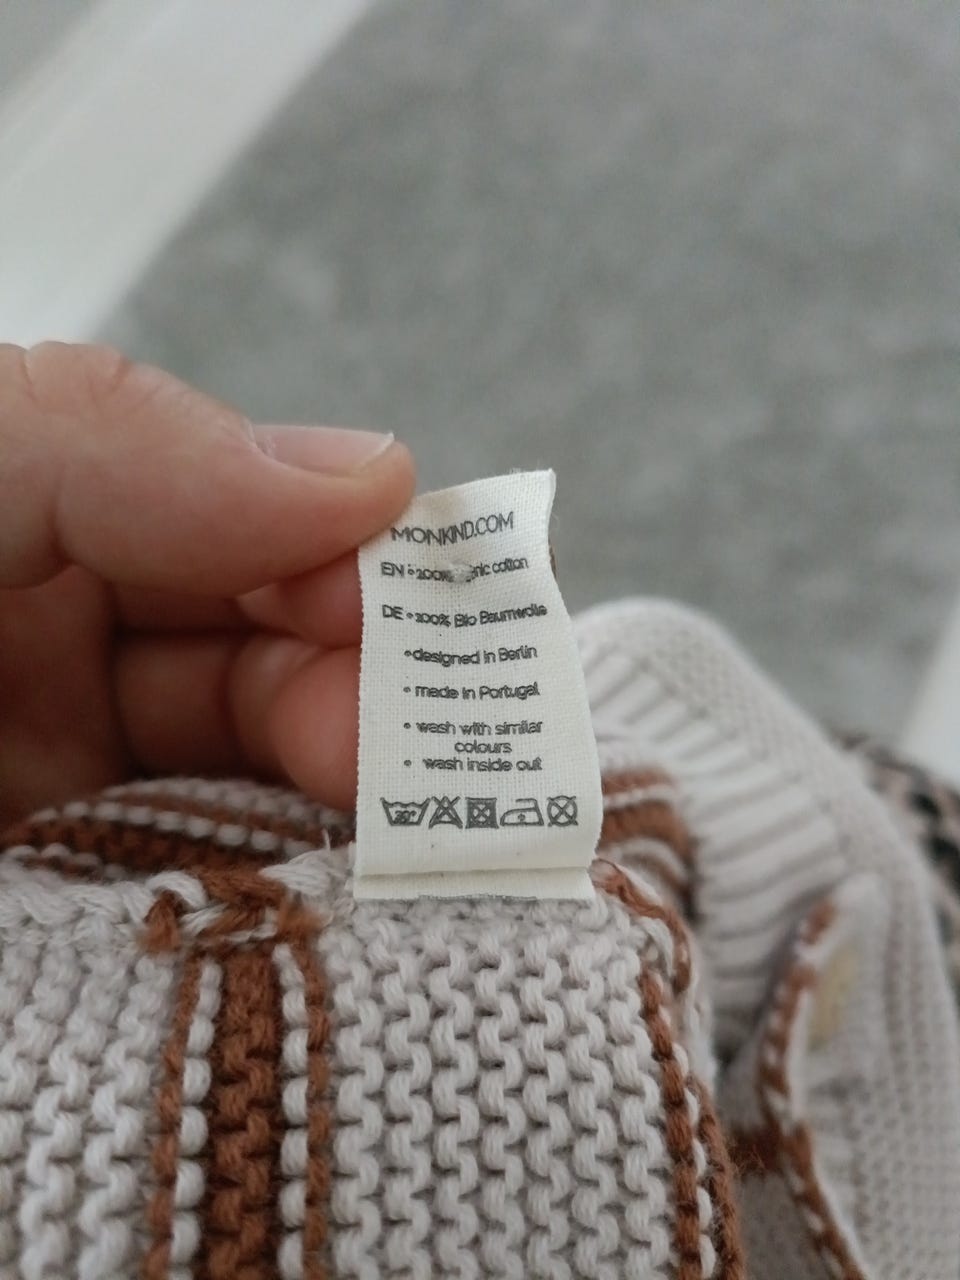 MONKIND.COM
EN • 100% cotton
DE • 100% Bio Baumwolle
• designed in Berlin
• made in Portugal
• wash with similar
colours
• wash inside out
30°